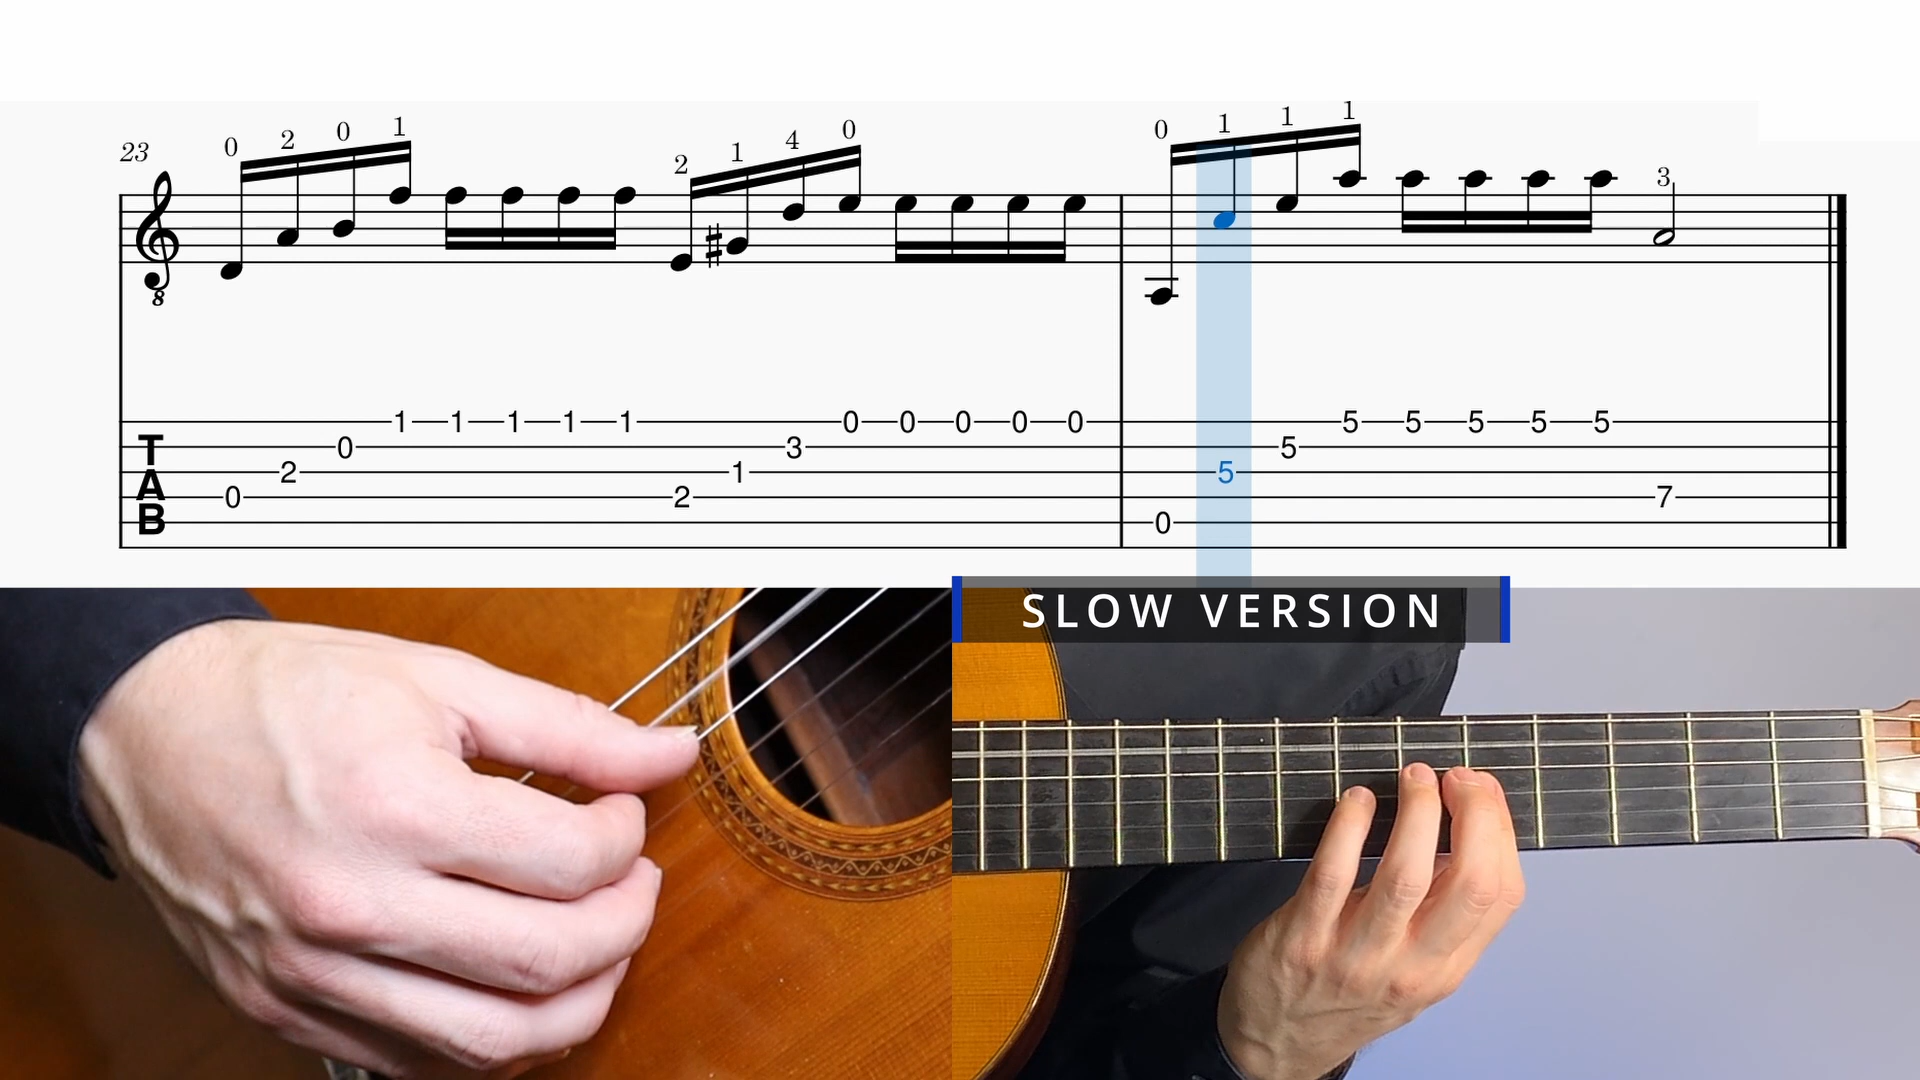 0 2 0 1 2 1 4 0 0 1 1 1 3
23
8
1 1 1 1 1 0 0 0 0 0 5 5 5 5 5
T 0 3 5
A 2 1 5
0 2 7
B 0
SLOW VERSION